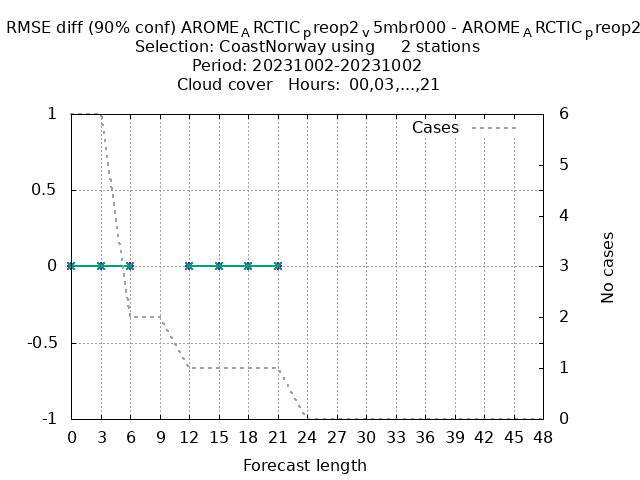 RMSE diff (90% conf) AROME_ARCTIC_preop2_v5mbr000 - AROME_ARCTIC_preop2
Selection: CoastNorway using     2 stations
Period: 20231002-20231002
Cloud cover   Hours:  00,03,...,21
Cases
1
0.5
0
-0.5
-1
6
5
4
3
2
1
0
No cases
0 3 6 9 12 15 18 21 24 27 30 33 36 39 42 45 48
Forecast length